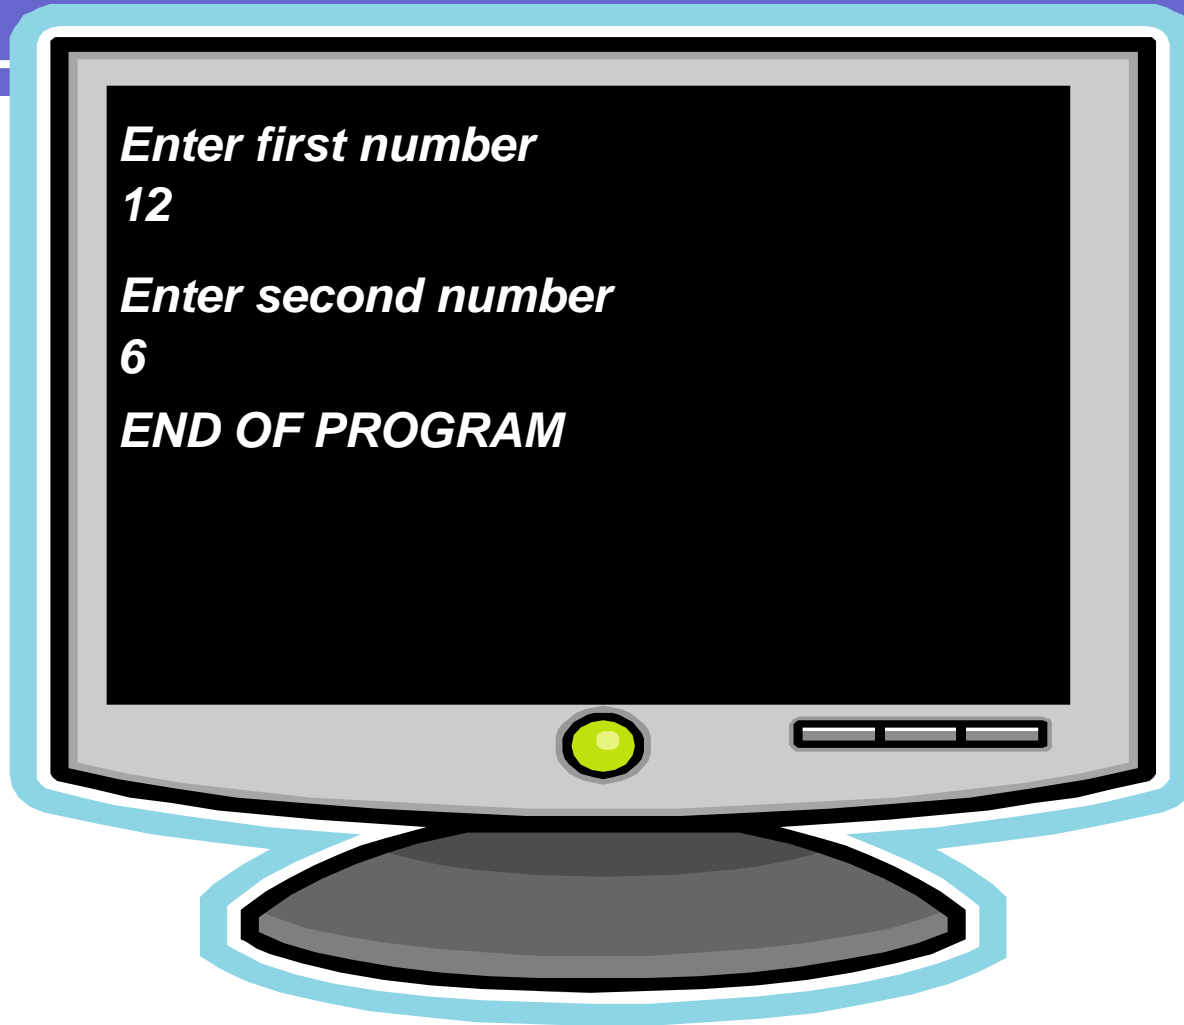 Enter first number
12
Enter second number
6
END OF PROGRAM